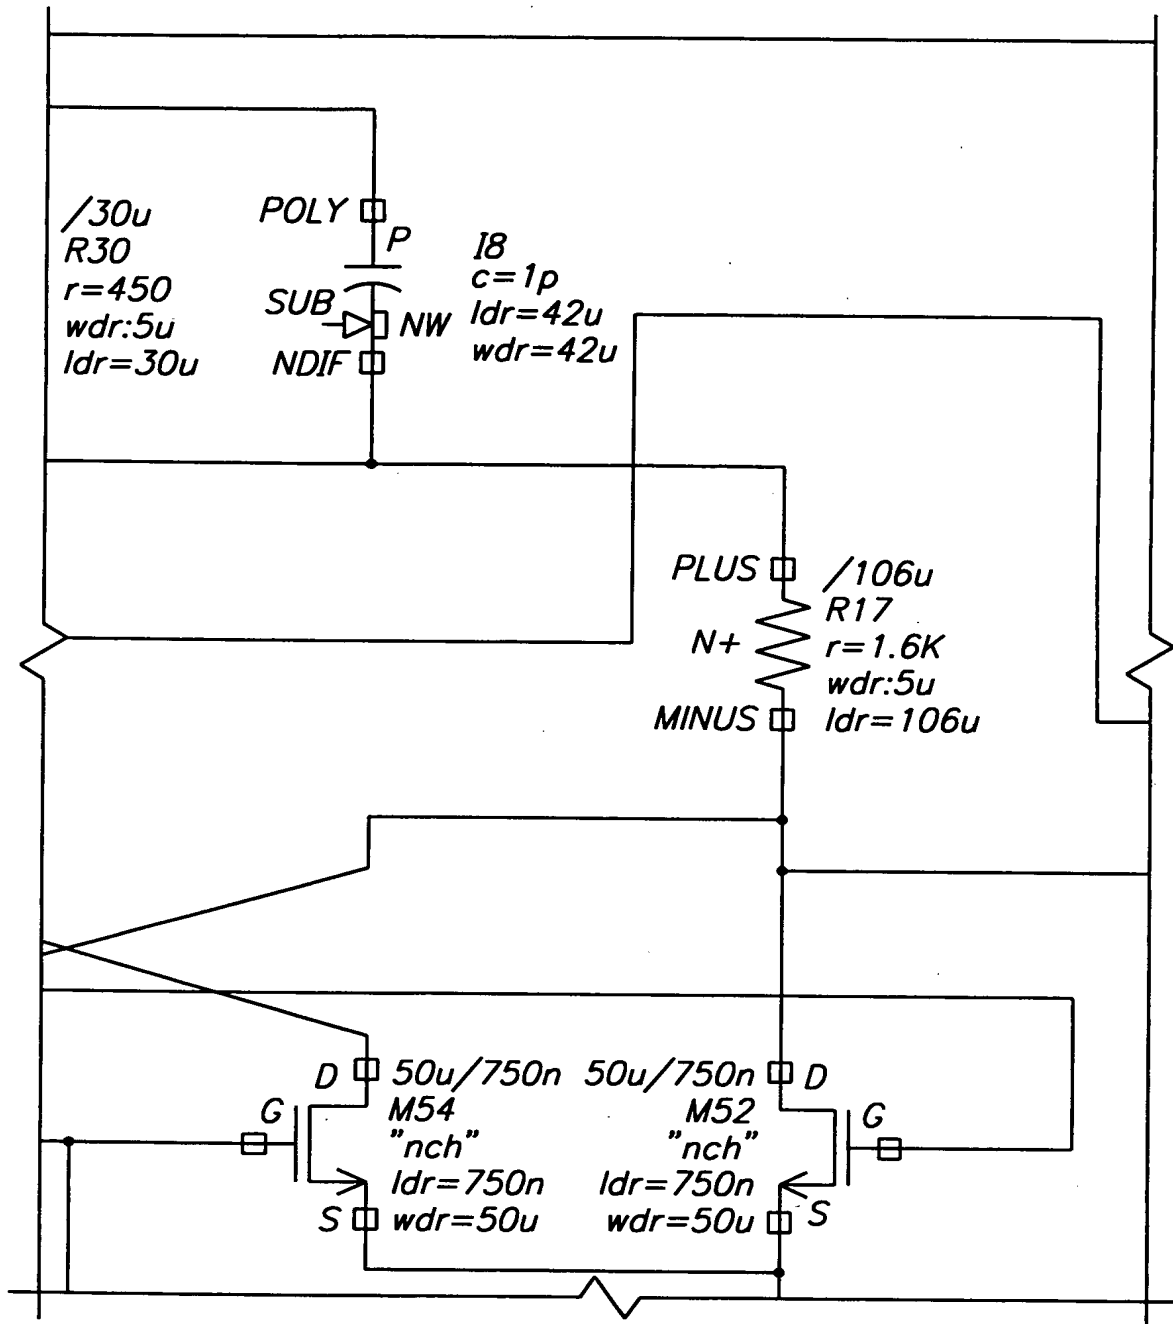 /30u
R30
r=450
wdr:5u
ldr=30u
POLY
P
SUB
NW
NDIF
I8
c=1p
ldr=42u
wdr=42u
PLUS
N+
MINUS
/106u
R17
r=1.6K
wdr:5u
ldr=106u
D
G
S
50u/750n
M54
"nch"
ldr=750n
wdr=50u
50u/750n
M52
"nch"
ldr=750n
wdr=50u
D
G
S